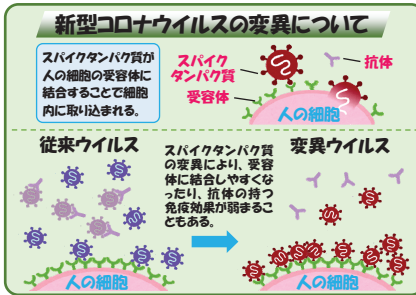 新型コロナウイルスの変異について
スパイクタンパク質が
人の細胞の受容体に
結合することで細胞
内に取り込まれる。
スパイク
タンパク質
受容体
抗体
人の細胞
従来ウイルス
スパイクタンパク質
の変異により、受容
体に結合しやすくな
ったり、抗体の持つ
免疫効果が弱まるこ
ともある。
変異ウイルス
人の細胞
人の細胞